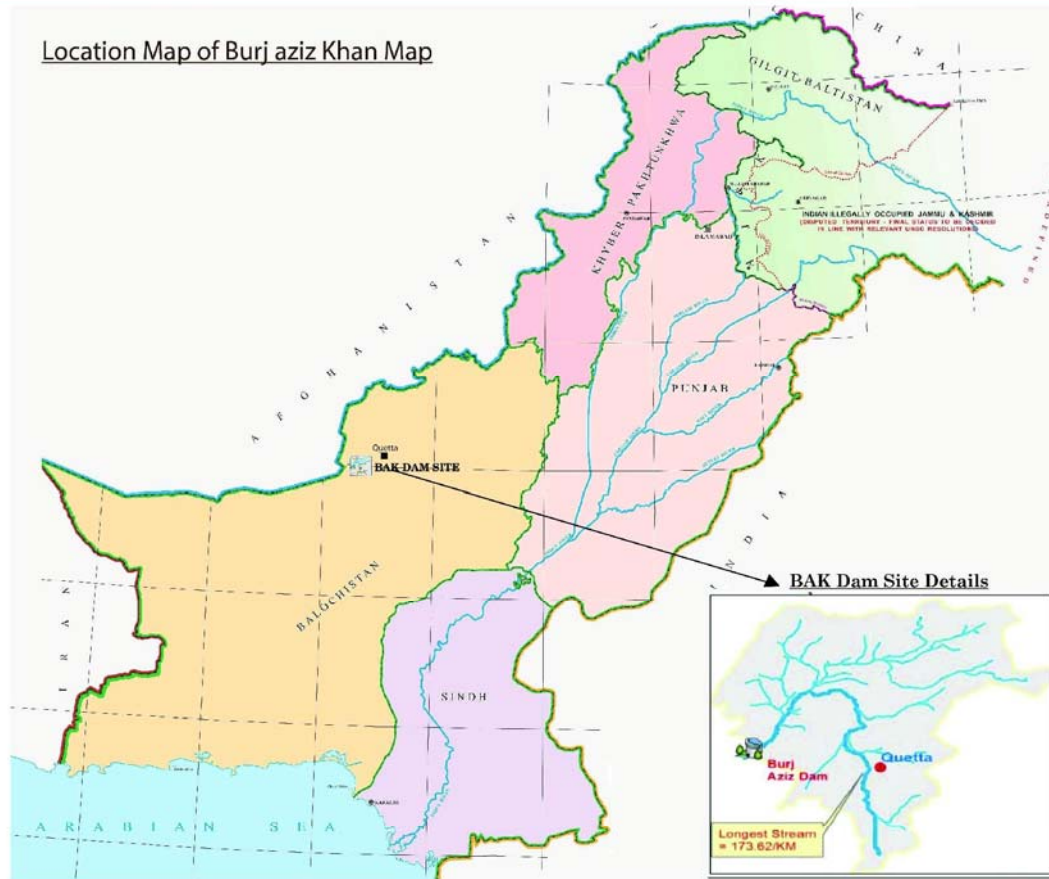 Location Map of Burj aziz Khan Map
CHINA
GILGIT-BALTISTAN
KHYBER PAKHTUNKHWA
AFGHANISTAN
INDIAN ILLEGALLY OCCUPIED JAMMU & KASHMIR
(DISPUTED TERRITORY - FINAL STATUS TO BE DECIDED
IN LINE WITH RELEVANT UNSC RESOLUTIONS)
ISLAMABAD
PUNJAB
Quetta
BAK DAM SITE
INDIA
BALOCHISTAN
IRAN
SINDH
KARACHI
ARABIAN SEA
BAK Dam Site Details
Burj
Aziz Dam
Quetta
Longest Stream
= 173.62/KM